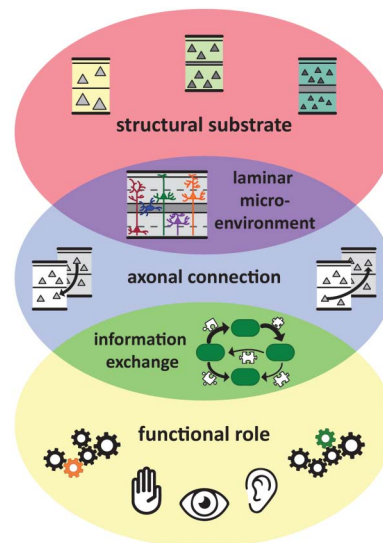 structural substrate
laminar
micro-
environment
axonal connection
information
exchange
functional role